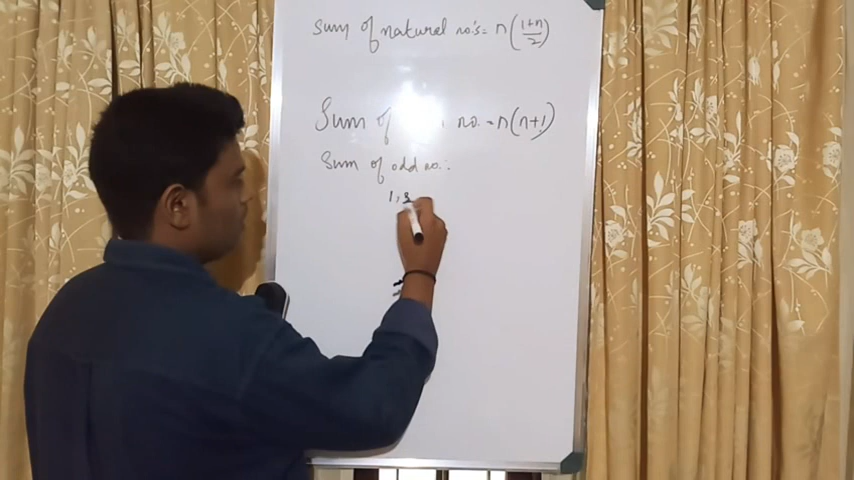 Sum of natural no's = n(1+n/2)
Sum of no. = n(n+1)
Sum of odd no.:
1, 3